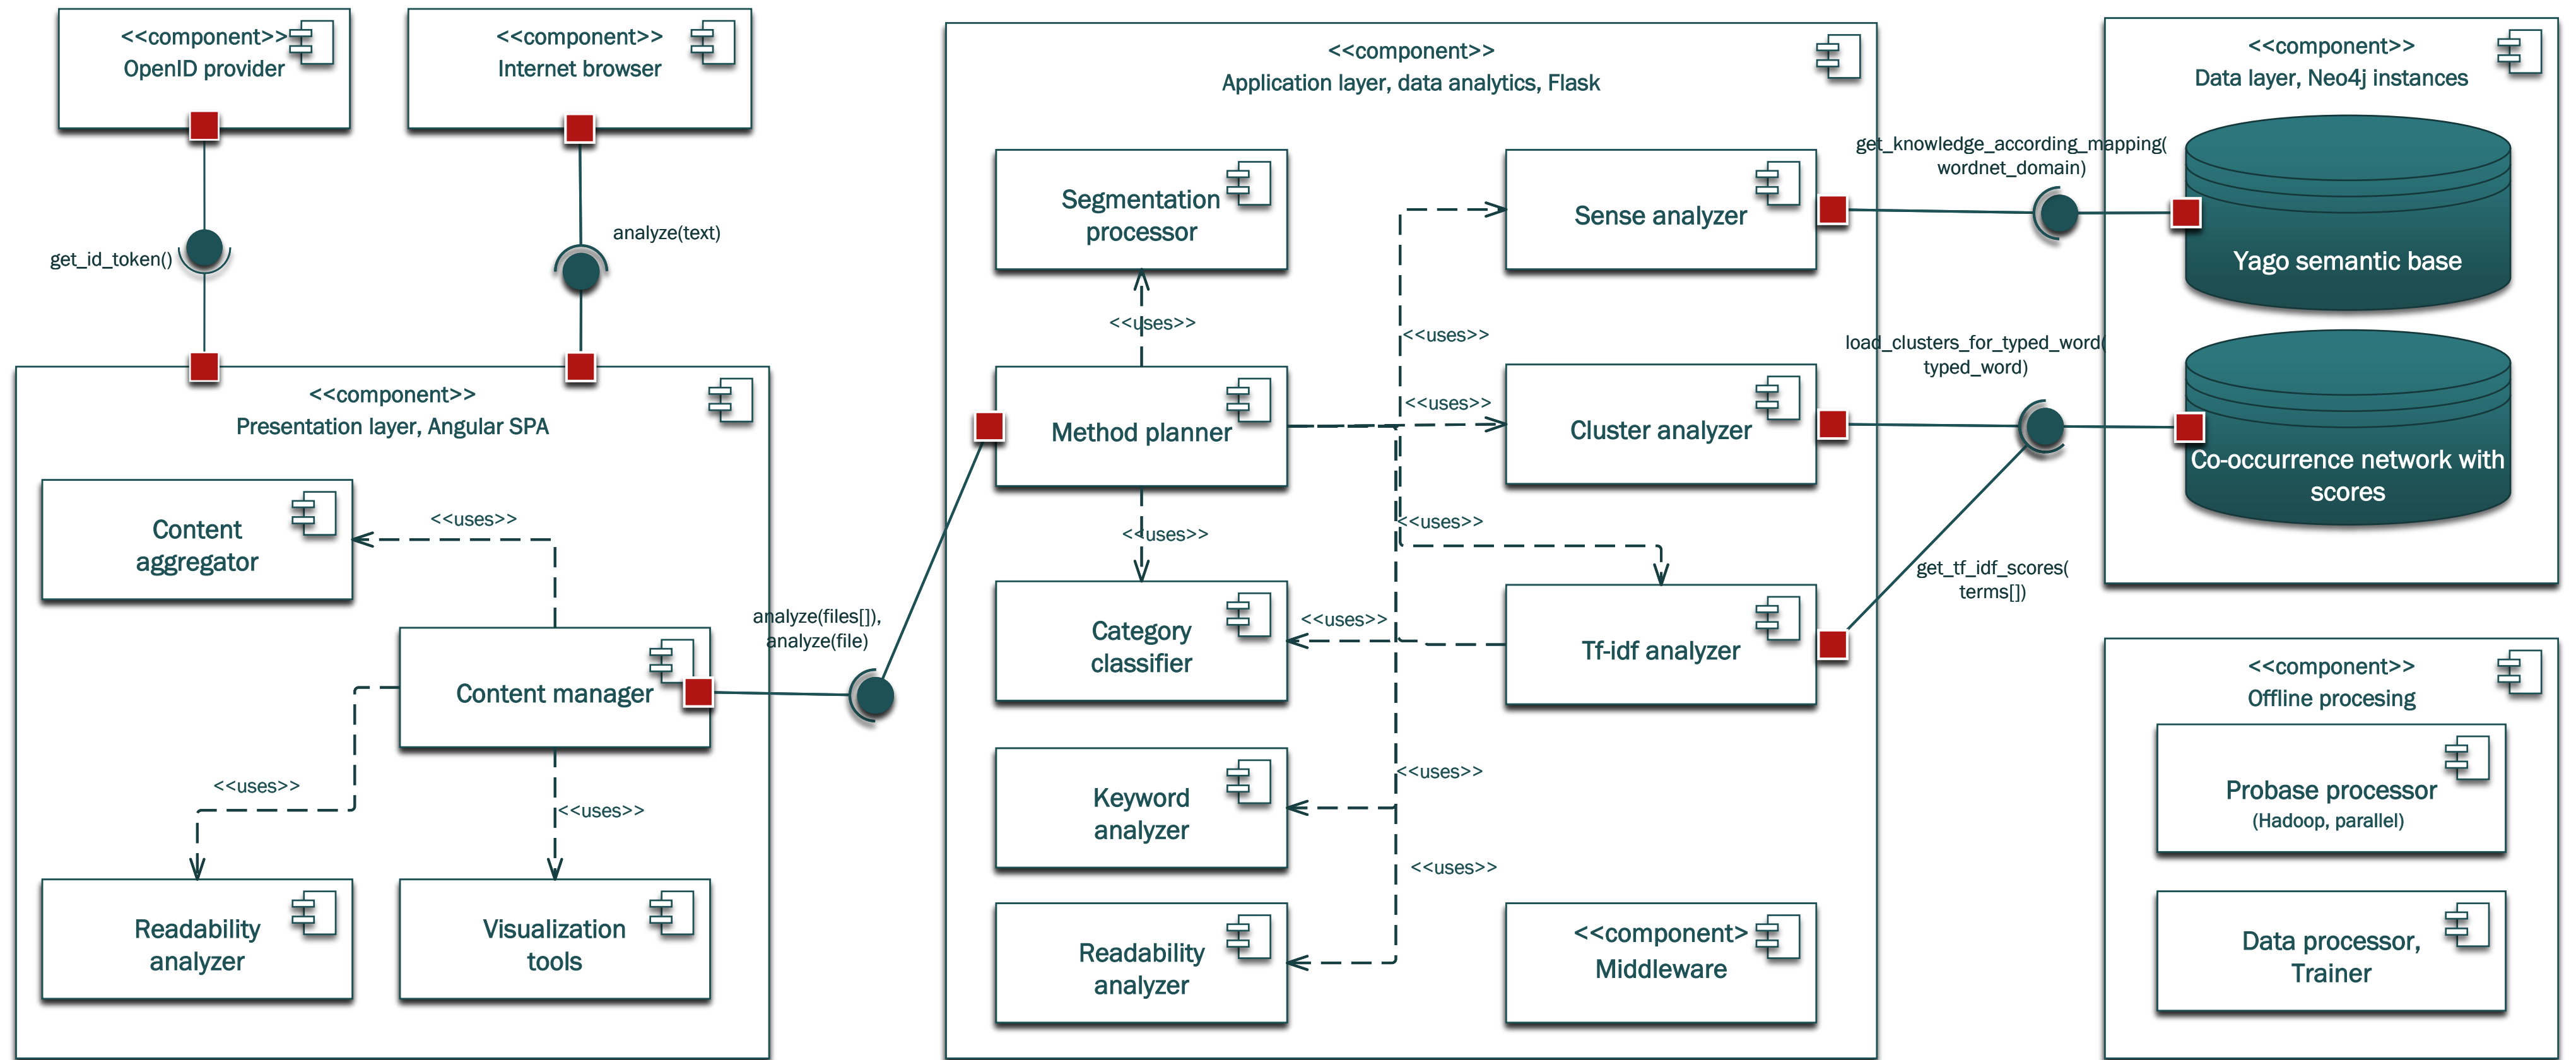 <<component>>
OpenID provider
<<component>>
Internet browser
get_id_token()
analyze(text)
<<component>>
Presentation layer, Angular SPA
Content
aggregator
<<uses>>
Content manager
<<uses>>
<<uses>>
Readability
analyzer
Visualization
tools
analyze(files[]),
analyze(file)
<<component>>
Application layer, data analytics, Flask
Segmentation
processor
<<uses>>
Method planner
<<uses>>
Category
classifier
Keyword
analyzer
Readability
analyzer
<<uses>>
<<uses>>
<<uses>>
<<uses>>
<<uses>>
<<uses>>
Sense analyzer
Cluster analyzer
Tf-idf analyzer
<<component>
Middleware
get_knowledge_according_mapping(
wordnet_domain)
load_clusters_for_typed_word(
typed_word)
get_tf_idf_scores(
terms[])
<<component>>
Data layer, Neo4j instances
Yago semantic base
Co-occurrence network with
scores
<<component>>
Offline procesing
Probase processor
(Hadoop, parallel)
Data processor,
Trainer